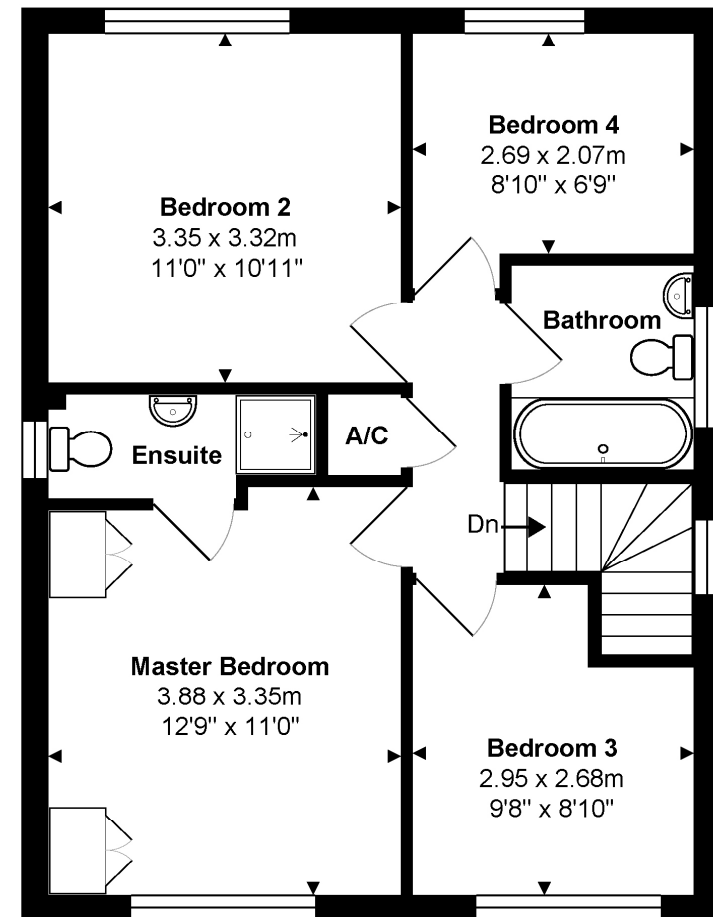 Bedroom 4
2.69 x 2.07m
8'10" x 6'9"
Bedroom 2
3.35 x 3.32m
11'0" x 10'11"
Bathroom
A/C
Ensuite
Dn
Master Bedroom
3.88 x 3.35m
12'9" x 11'0"
Bedroom 3
2.95 x 2.68m
9'8" x 8'10"